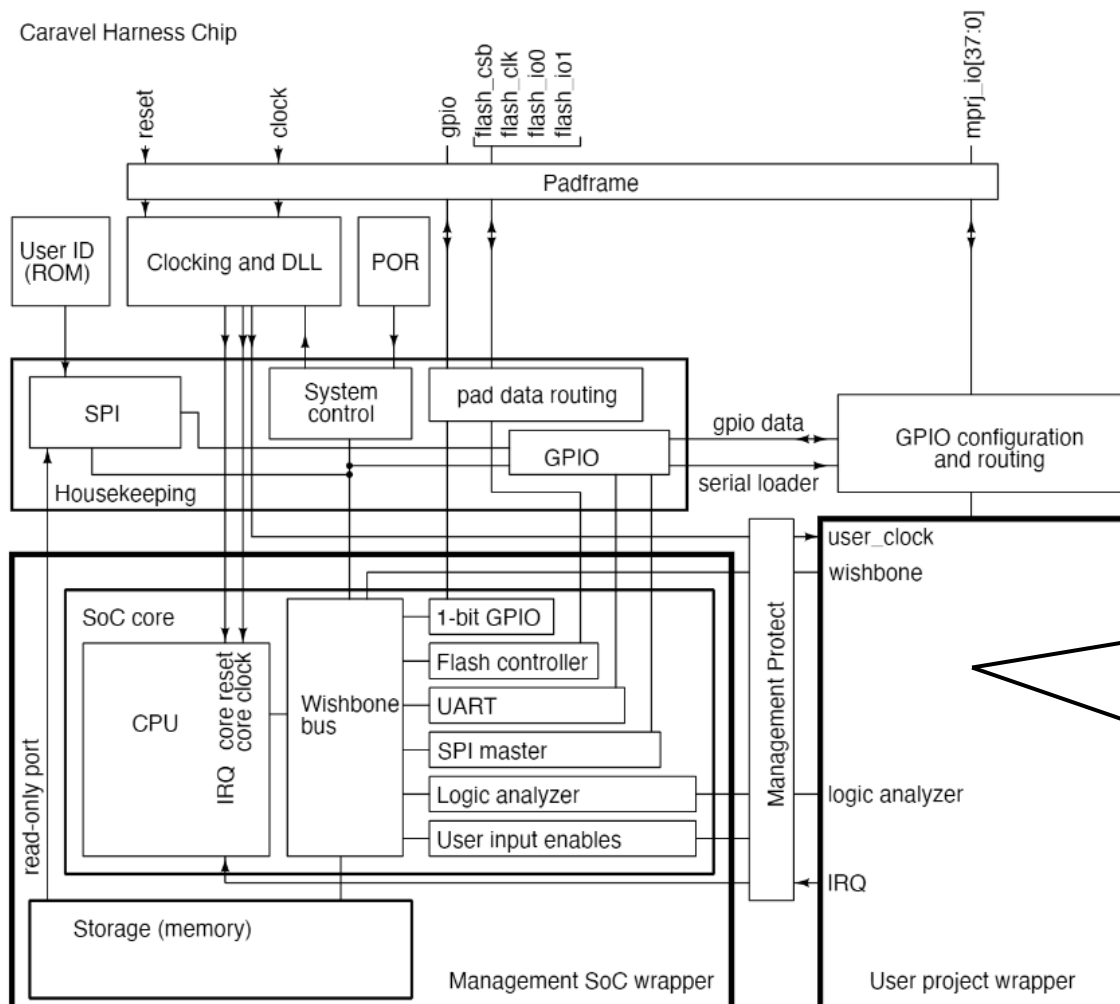 Caravel Harness Chip
reset
clock
gpio
flash_csb
flash_clk
flash_io0
flash_io1
mprj_io[37:0]
Padframe
User ID
(ROM)
Clocking and DLL
POR
SPI
System
control
pad data routing
GPIO
gpio data
serial loader
GPIO configuration
and routing
Housekeeping
user_clock
wishbone
SoC core
1-bit GPIO
Flash controller
UART
SPI master
Logic analyzer
User input enables
Wishbone
bus
CPU
core reset
core clock
IRQ
read-only port
Management Protect
logic analyzer
IRQ
Storage (memory)
Management SoC wrapper
User project wrapper